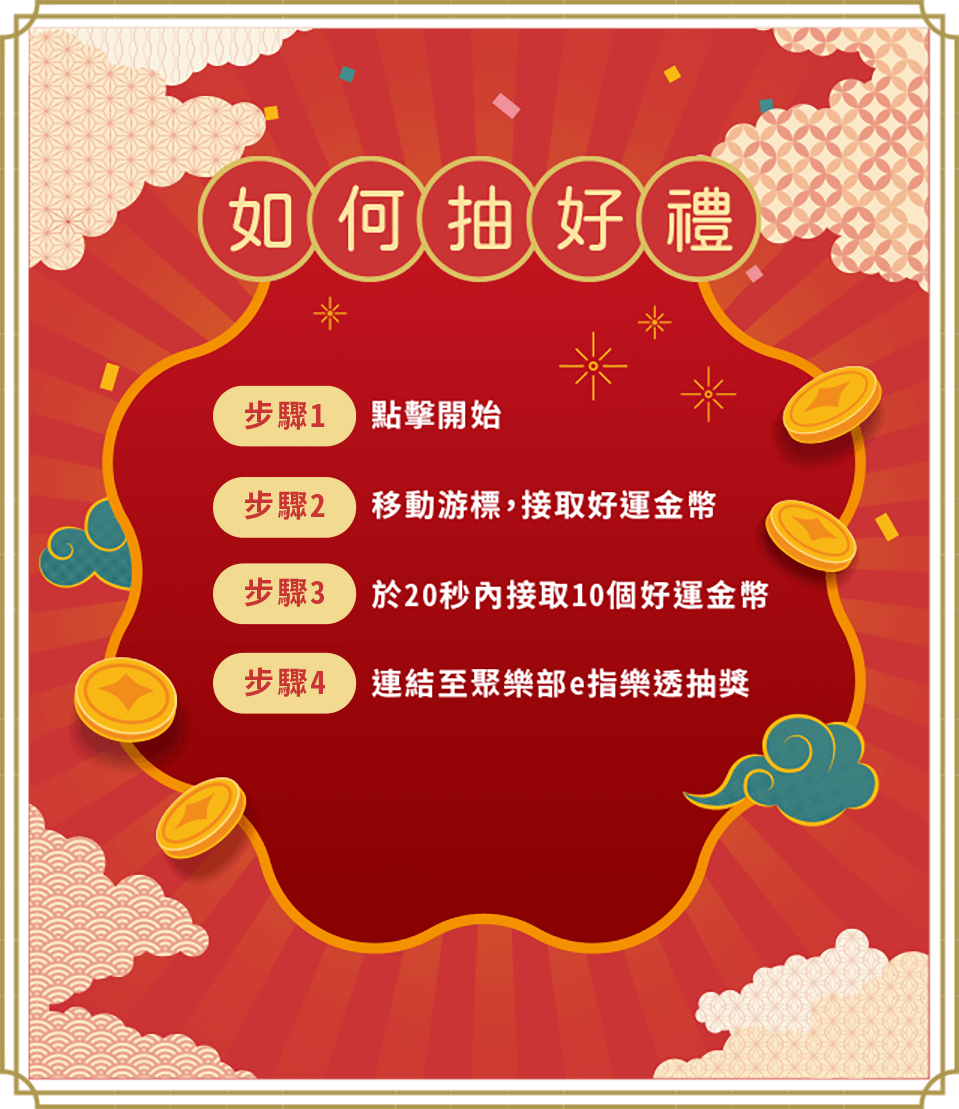 如何抽好禮
步驟1 點擊開始
步驟2 移動游標,接取好運金幣
步驟3 於20秒內接取10個好運金幣
步驟4 連結至聚樂部e指樂透抽獎